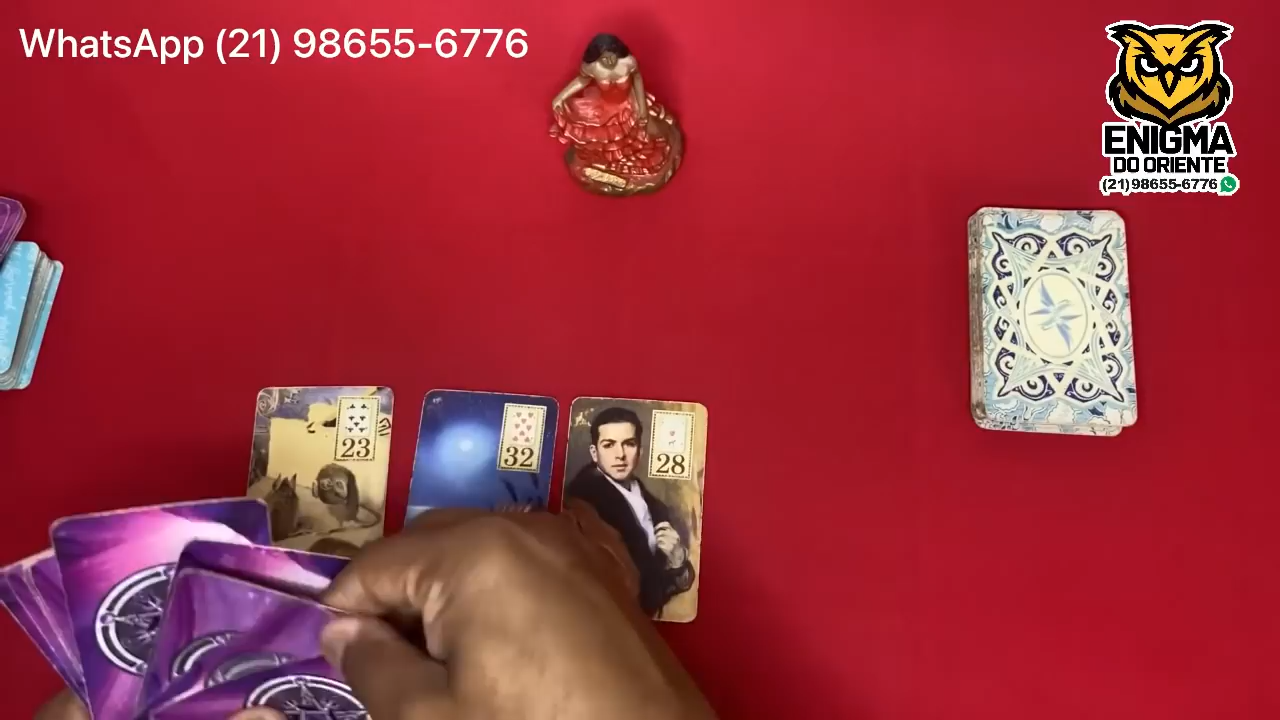 WhatsApp (21) 98655-6776
ENIGMA
DO ORIENTE
(21)98655-6776
23
32
28